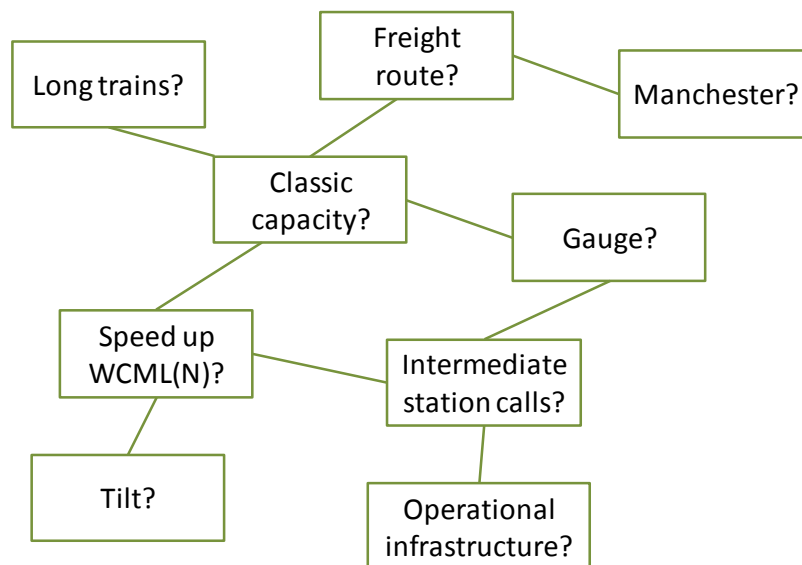 Freight
route?
Long trains?
Manchester?
Classic
capacity?
Gauge?
Speed up
WCML(N)?
Intermediate
station calls?
Tilt?
Operational
infrastructure?